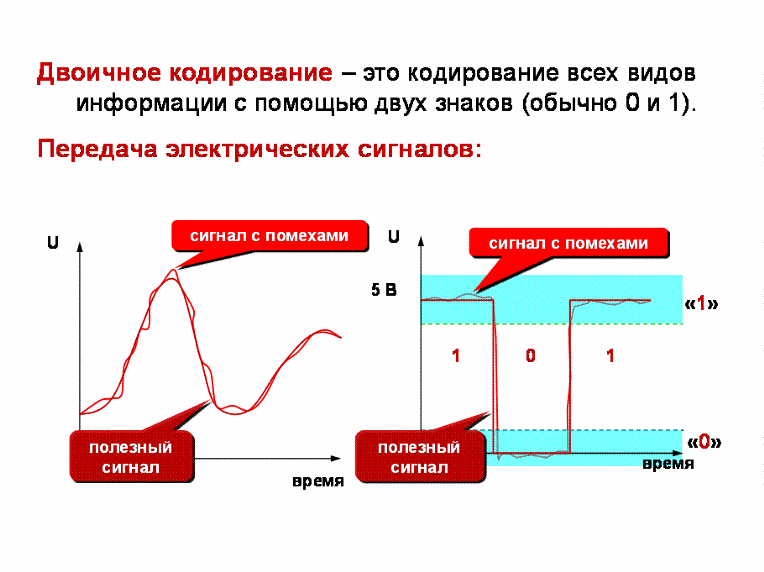 Двоичное кодирование – это кодирование всех видов
информации с помощью двух знаков (обычно 0 и 1).
Передача электрических сигналов:
U
сигнал с помехами
полезный
сигнал
время
U
сигнал с помехами
5 В
«1»
1 0 1
полезный
сигнал
«0»
время